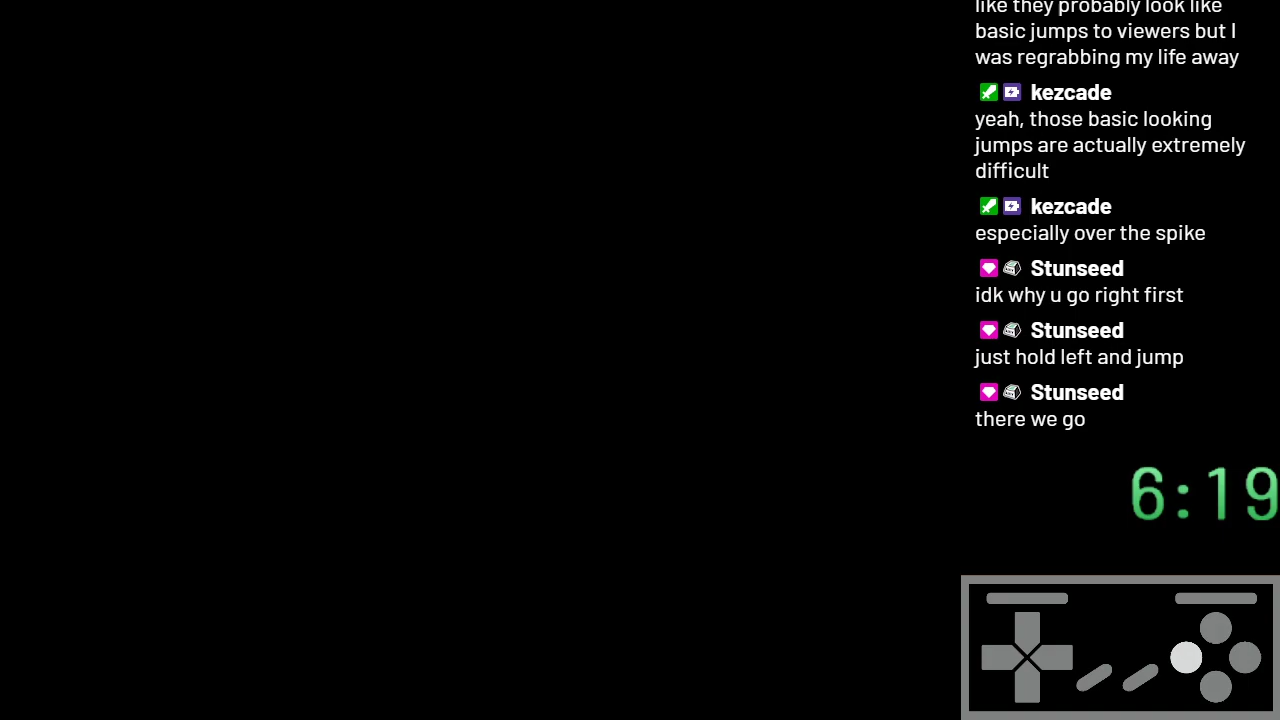 like they probably look like
basic jumps to viewers but I
was regrabbing my life away
kezcade
yeah, those basic looking
jumps are actually extremely
difficult
kezcade
especially over the spike
Stunseed
idk why u go right first
Stunseed
just hold left and jump
Stunseed
there we go
6:19